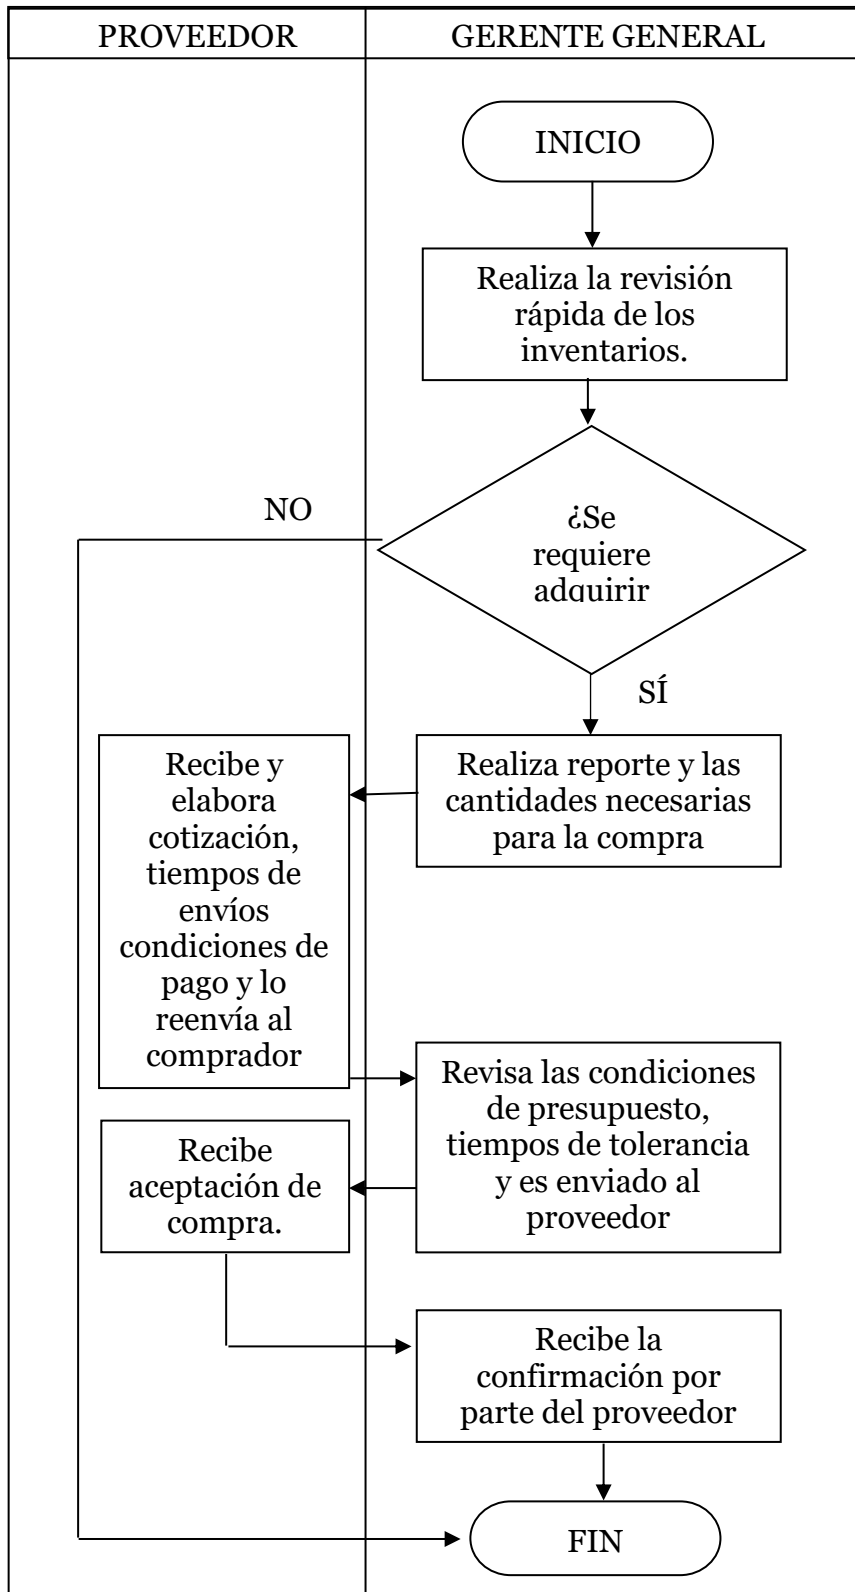 PROVEEDOR
GERENTE GENERAL
INICIO
Realiza la revisión
rápida de los
inventarios.
¿Se
requiere
adquirir
NO
SÍ
Realiza reporte y las
cantidades necesarias
para la compra
Recibe y
elabora
cotización,
tiempos de
envíos
condiciones de
pago y lo
reenvía al
comprador
Revisa las condiciones
de presupuesto,
tiempos de tolerancia
y es enviado al
proveedor
Recibe
aceptación de
compra.
Recibe la
confirmación por
parte del proveedor
FIN